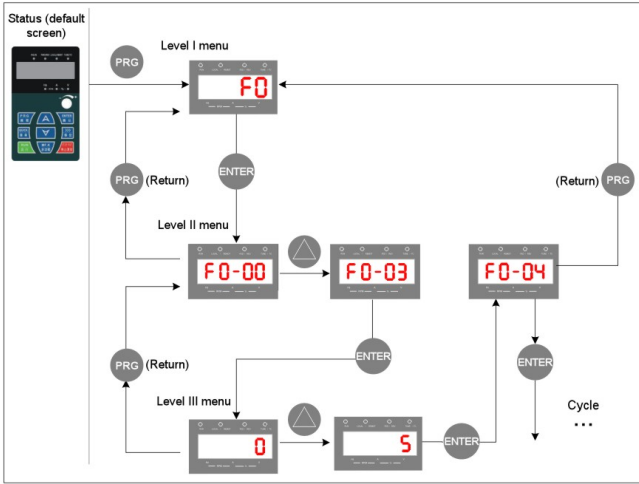 Status (default
screen)
PRG
Level I menu
F0
PRG
(Return)
ENTER
(Return)
PRG
Level II menu
F0-00
F0-03
F0-04
PRG
(Return)
ENTER
ENTER
Level III menu
0
5
ENTER
Cycle
...